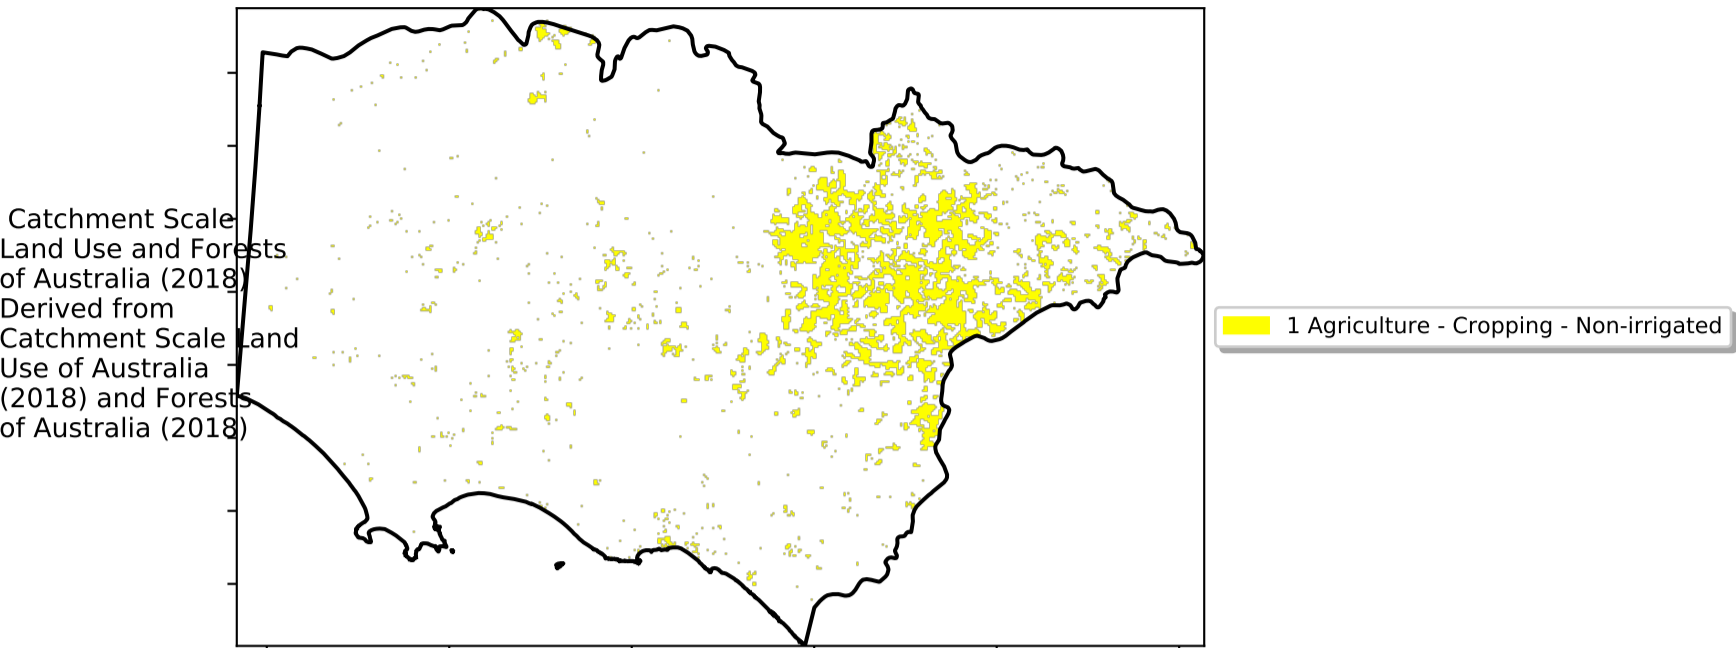 Catchment Scale
Land Use and Forests
of Australia (2018)
Derived from
Catchment Scale Land
Use of Australia
(2018) and Forests
of Australia (2018)
1 Agriculture - Cropping - Non-irrigated